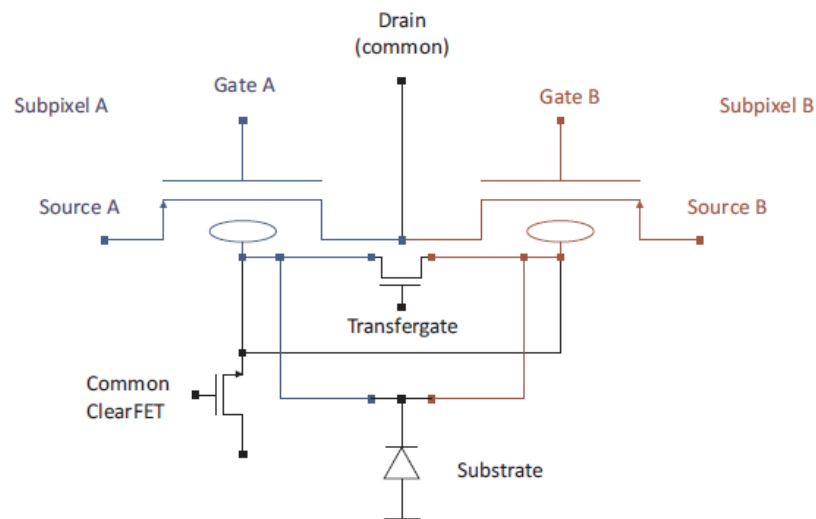 Drain
(common)
Gate A
Gate B
Subpixel A
Subpixel B
Source A
Source B
Transfergate
Common
ClearFET
Substrate